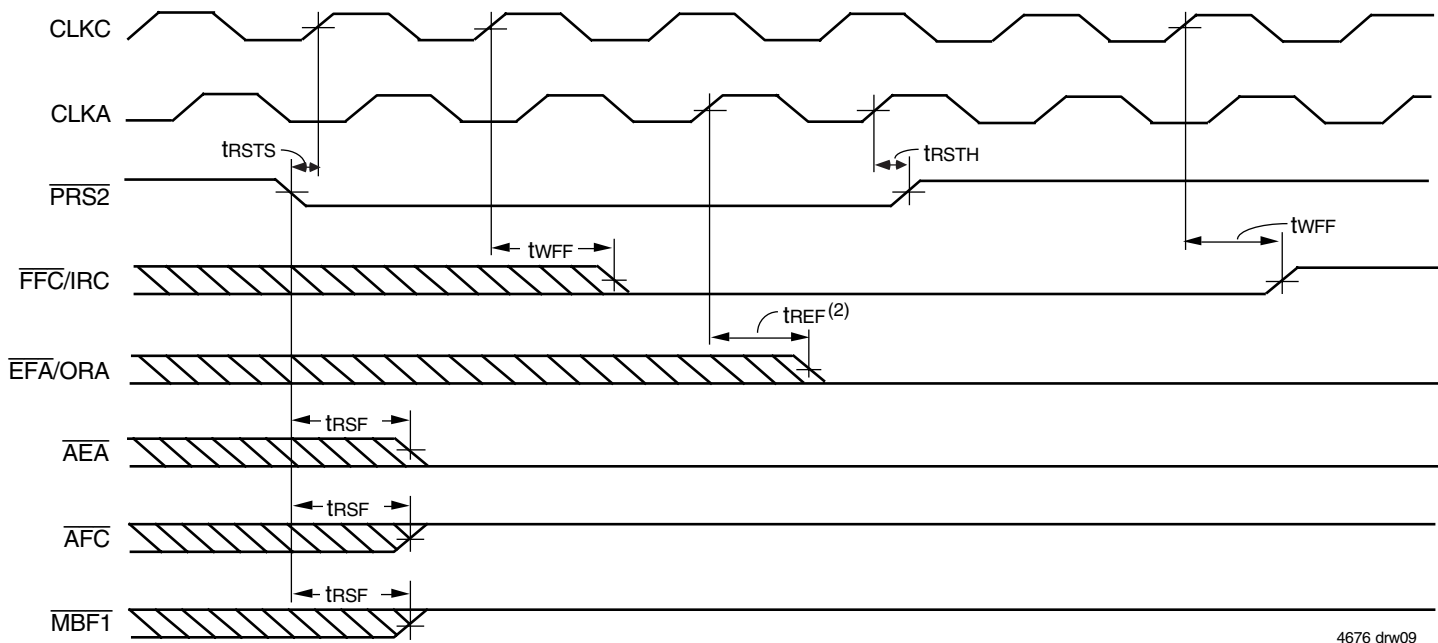 CLKC
CLKA
tRSTS
tRSTH
PRS2
tWFF
tWFF
FFC/IRC
tREF(2)
EFA/ORA
tRSF
AEA
tRSF
AFC
tRSF
MBF1
4676 drw09